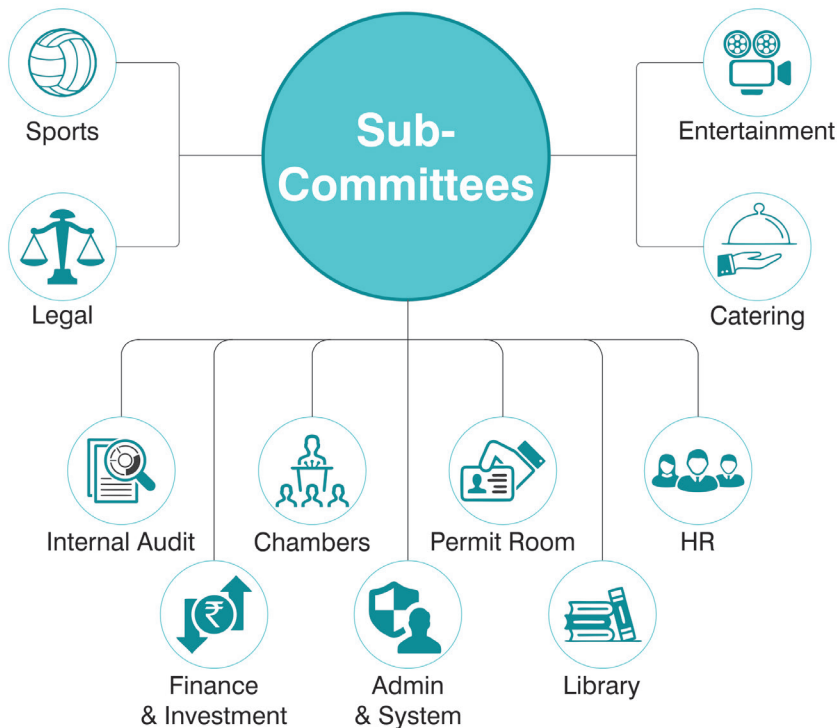 Sub-
Committees
Sports
Entertainment
Legal
Catering
Internal Audit
Chambers
Permit Room
HR
₹
Finance
& Investment
Admin
& System
Library